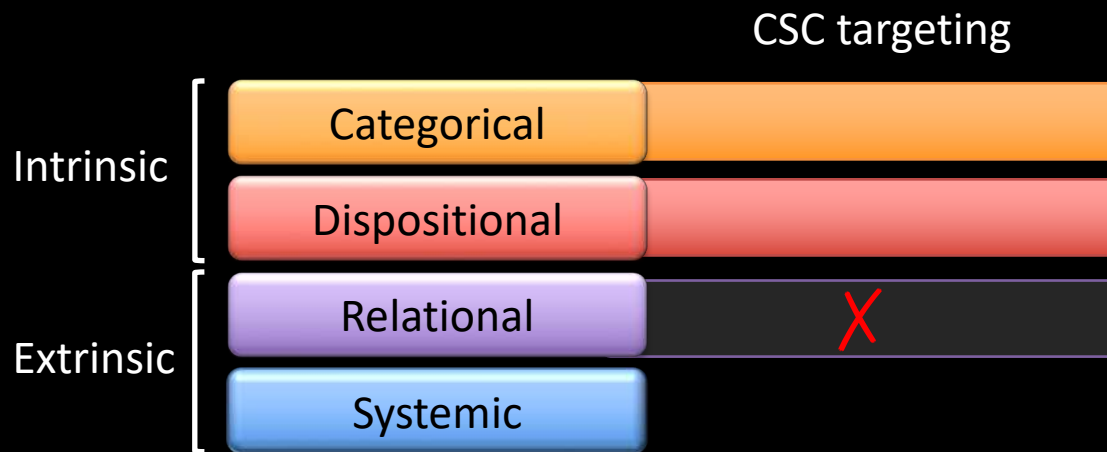 CSC targeting
Intrinsic
Categorical
Dispositional
Extrinsic
Relational
X
Systemic